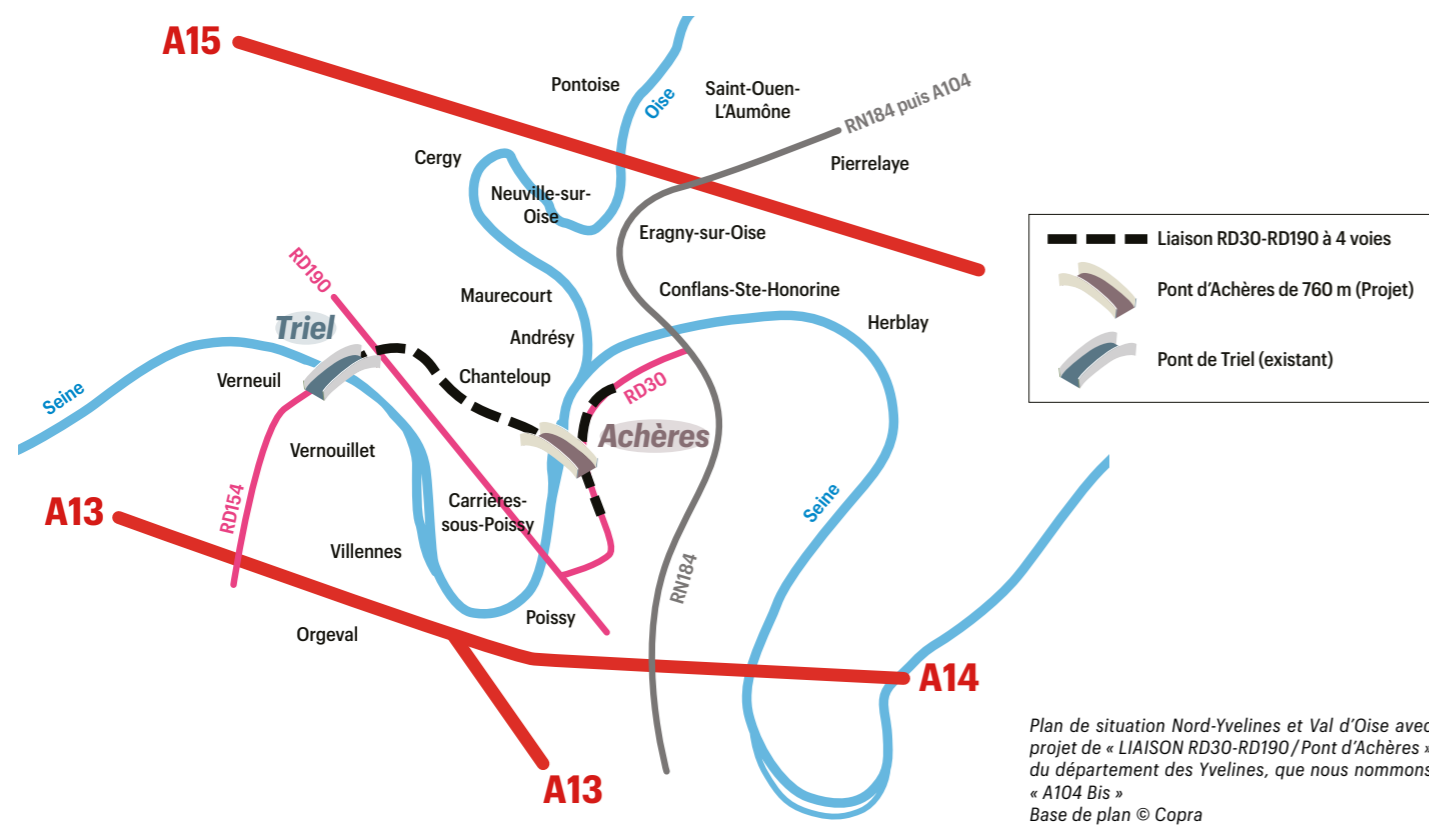 A15
Pontoise
Oise
Saint-Ouen-
L'Aumône
RN184 puis A104
Cergy
Pierrelaye
Neuville-sur-
Oise
Eragny-sur-Oise
RD190
Maurecourt
Conflans-Ste-Honorine
Herblay
Triel
Andrésy
Verneuil
Chanteloup
RD30
Seine
Achères
Vernouillet
A13
RD154
Carrières-
sous-Poissy
Seine
Villennes
RN184
Poissy
Orgeval
A14
A13
Liaison RD30-RD190 à 4 voies
Pont d'Achères de 760 m (Projet)
Pont de Triel (existant)
Plan de situation Nord-Yvelines et Val d'Oise avec
projet de « LIAISON RD30-RD190 / Pont d'Achères »
du département des Yvelines, que nous nommons
« A104 Bis »
Base de plan © Copra